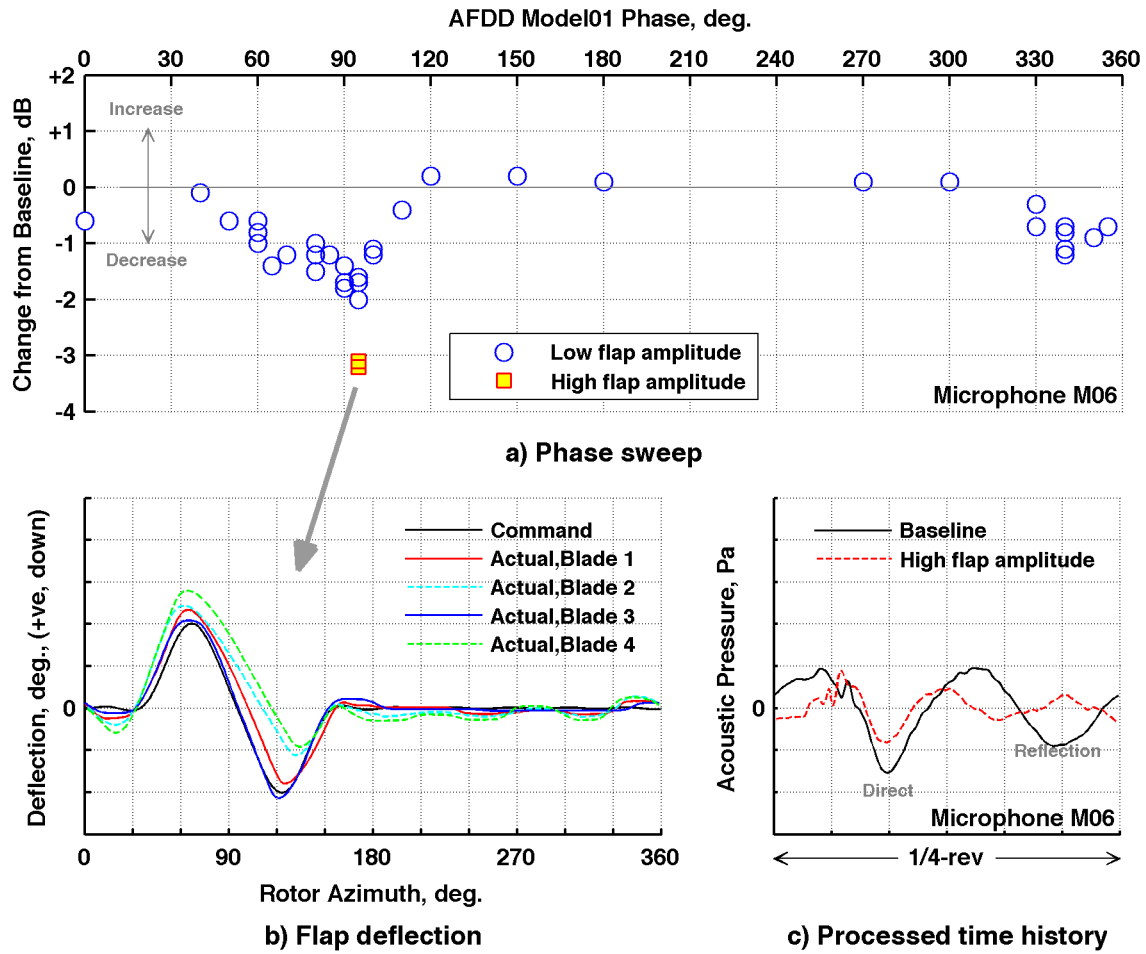 AFDD Model01 Phase, deg.
0 30 60 90 120 150 180 240 270 300 330 360
Change from Baseline, dB
+2
+1
0
-1
-2
-3
-4
Increase
Decrease
Low flap amplitude
High flap amplitude
Microphone M06
a) Phase sweep
Deflection, deg., (+ve, down)
0
Command
Actual,Blade 1
Actual,Blade 2
Actual,Blade 3
Actual,Blade 4
0 90 180 270 360
Rotor Azimuth, deg.
b) Flap deflection
Acoustic Pressure, Pa
0
Baseline
High flap amplitude
Reflection
Direct
Microphone M06
1/4-rev
c) Processed time history